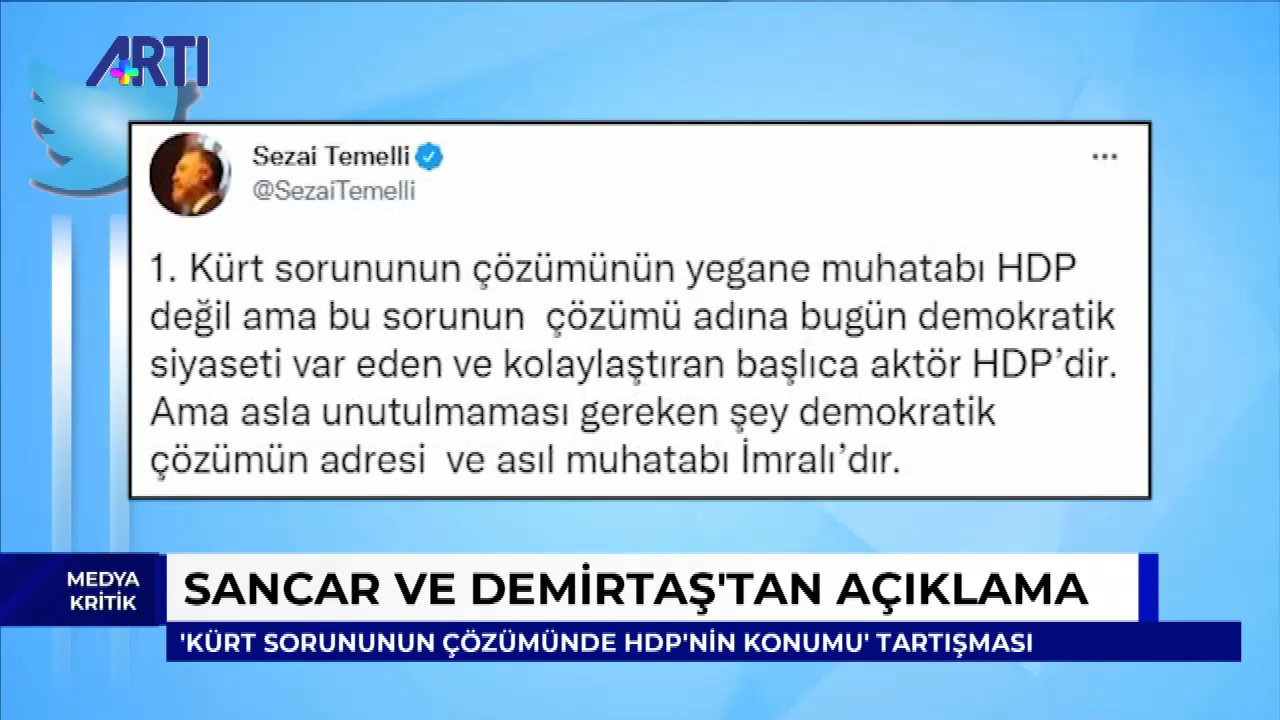 ARTI
Sezai Temelli
@SezaiTemelli
1. Kürt sorununun çözümünün yegane muhatabı HDP
değil ama bu sorunun çözümü adına bugün demokratik
siyaseti var eden ve kolaylaştıran başlıca aktör HDP’dir.
Ama asla unutulmaması gereken şey demokratik
çözümün adresi ve asıl muhatabı İmralı’dır.
MEDYA
KRİTİK
SANCAR VE DEMİRTAŞ'TAN AÇIKLAMA
'KÜRT SORUNUNUN ÇÖZÜMÜNDE HDP'NİN KONUMU' TARTIŞMASI